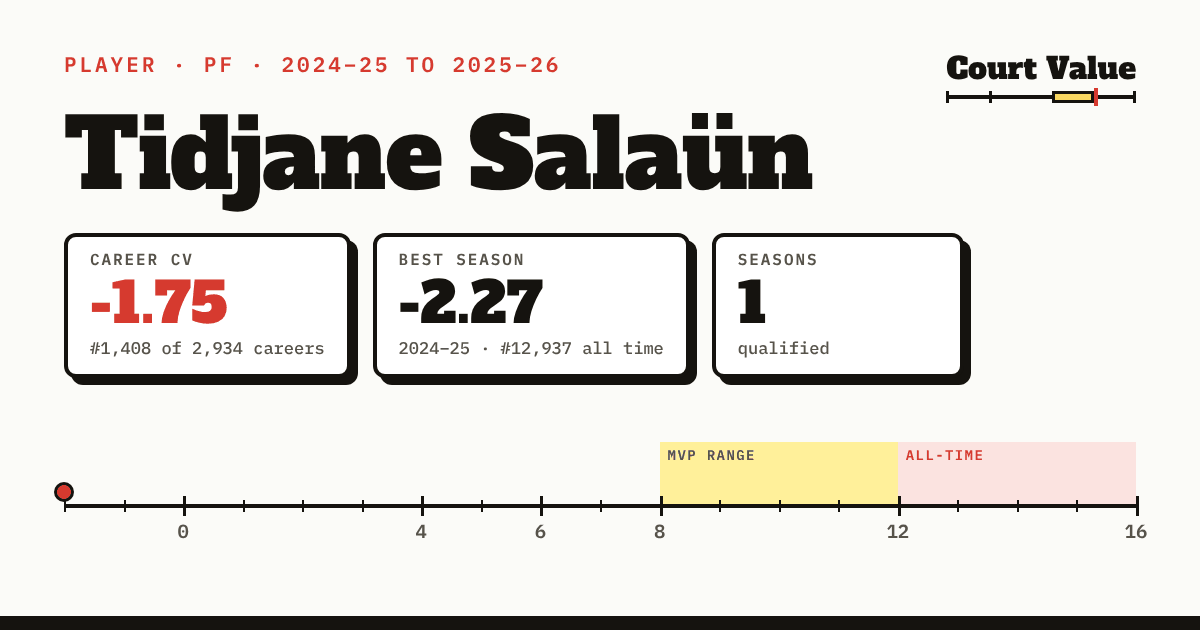 PLAYER · PF · 2024–25 TO 2025–26
Court Value
Tidjane Salaün
CAREER CV
-1.75
#1,408 of 2,934 careers
BEST SEASON
-2.27
2024–25 · #12,937 all time
SEASONS
1
qualified
MVP RANGE
ALL-TIME
0 4 6 8 12 16